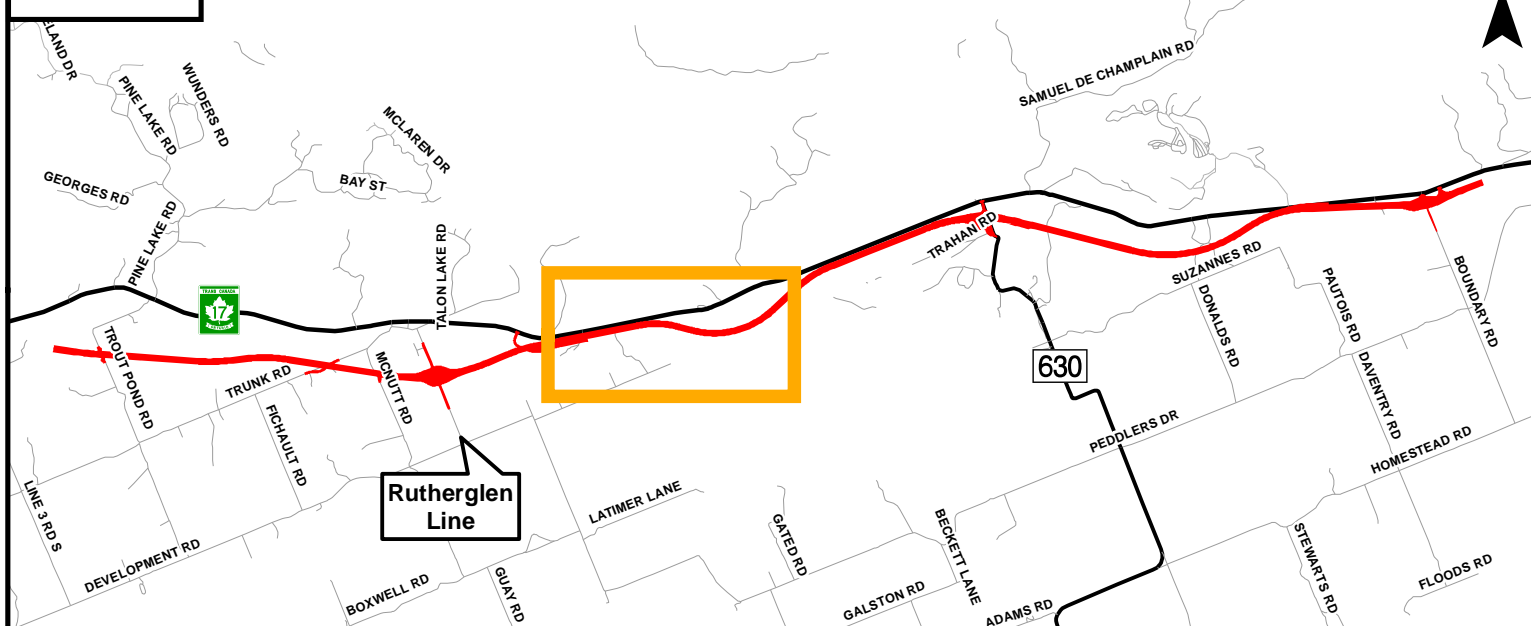 ELAND DR
PINE LAKE RD
WUNDERS RD
MCLAREN DR
SAMUEL DE CHAMPLAIN RD
GEORGES RD
BAY ST
PINE LAKE RD
TALON LAKE RD
TRAHAN RD
SUZANNES RD
TRANS CANADA
17
ONTARIO
TROUT POND RD
TRUNK RD
MCNUTT RD
FICHAULT RD
DONALDS RD
PAUTOIS RD
BOUNDARY RD
630
DAVENTRY RD
PEDDLERS DR
HOMESTEAD RD
Rutherglen
Line
LINE 3 RD S
LATIMER LANE
GATED RD
BECKETT LANE
STEWARTS RD
DEVELOPMENT RD
BOXWELL RD
GUAY RD
GALSTON RD
ADAMS RD
FLOODS RD